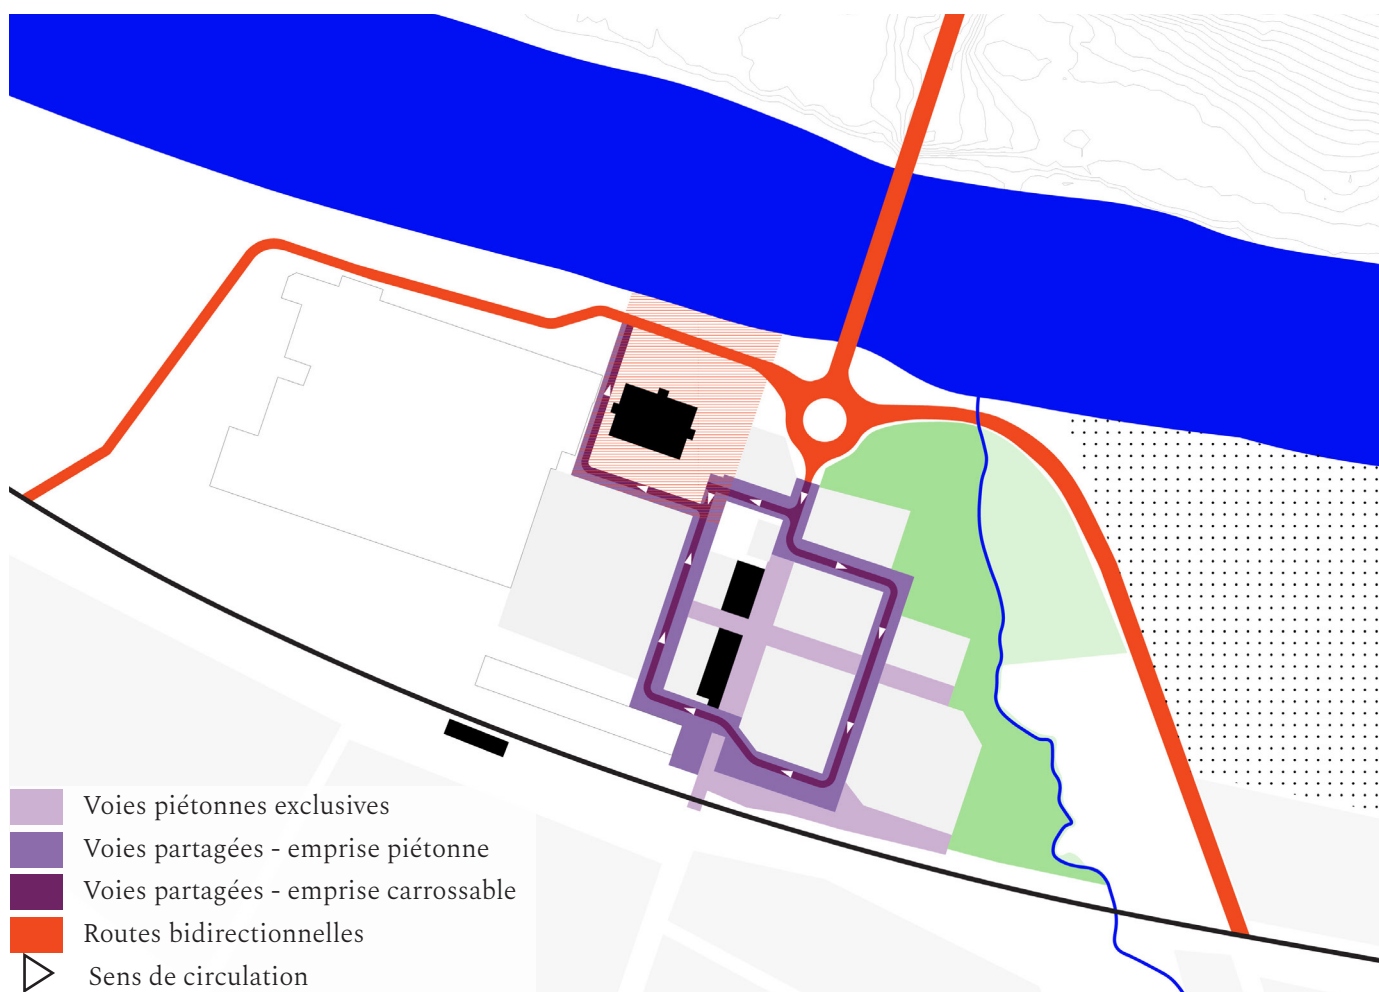 Voies piétonnes exclusives
Voies partagées - emprise piétonne
Voies partagées - emprise carrossable
Routes bidirectionnelles
Sens de circulation